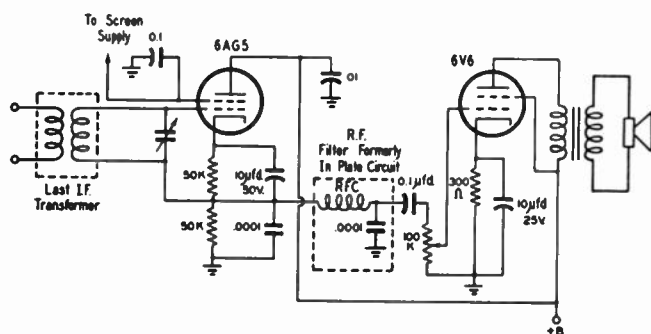 To Screen
Supply
0.1
6AG5
.01
6V6
R.F.
Filter Formerly
In Plate Circuit
Last I.F.
Transformer
50K
10µfd.
50V.
RFC
0.1µfd.
300
Ω
10µfd
25V.
50K
.0001
.0001
100
K
+B